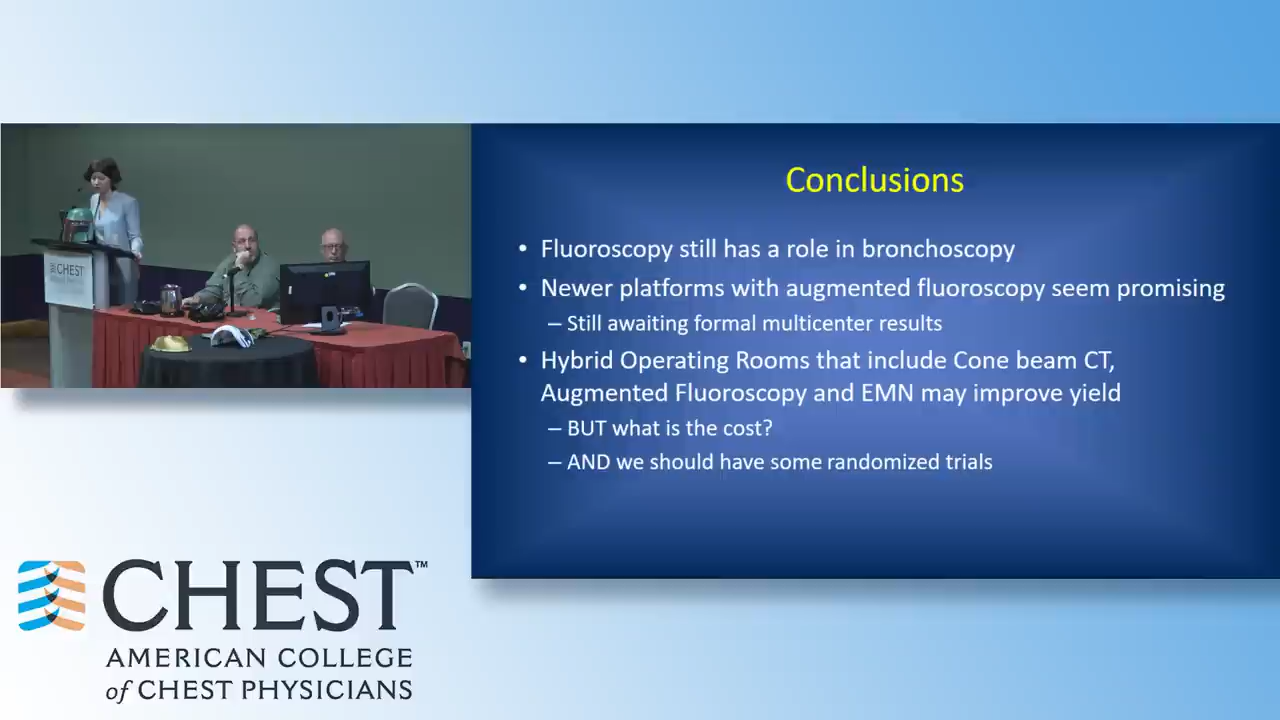 Conclusions
• Fluoroscopy still has a role in bronchoscopy
• Newer platforms with augmented fluoroscopy seem promising
– Still awaiting formal multicenter results
• Hybrid Operating Rooms that include Cone beam CT,
Augmented Fluoroscopy and EMN may improve yield
– BUT what is the cost?
– AND we should have some randomized trials
CHEST
CHEST™
AMERICAN COLLEGE
of CHEST PHYSICIANS